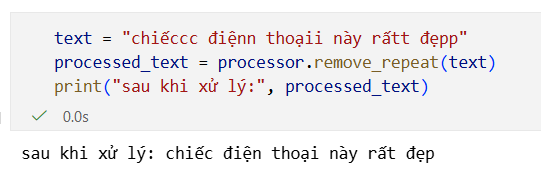 text = "chiếccc điệnn thoạii này rấtt đẹpp"
processed_text = processor.remove_repeat(text)
print("sau khi xử lý:", processed_text)
0.0s
sau khi xử lý: chiếc điện thoại này rất đẹp